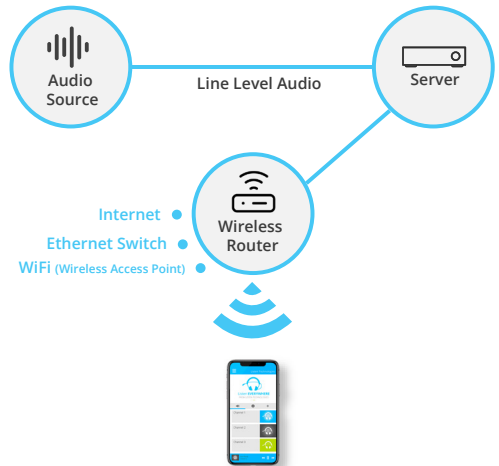 Audio
Source
Line Level Audio
Server
Wireless
Router
Internet
Ethernet Switch
WiFi (Wireless Access Point)